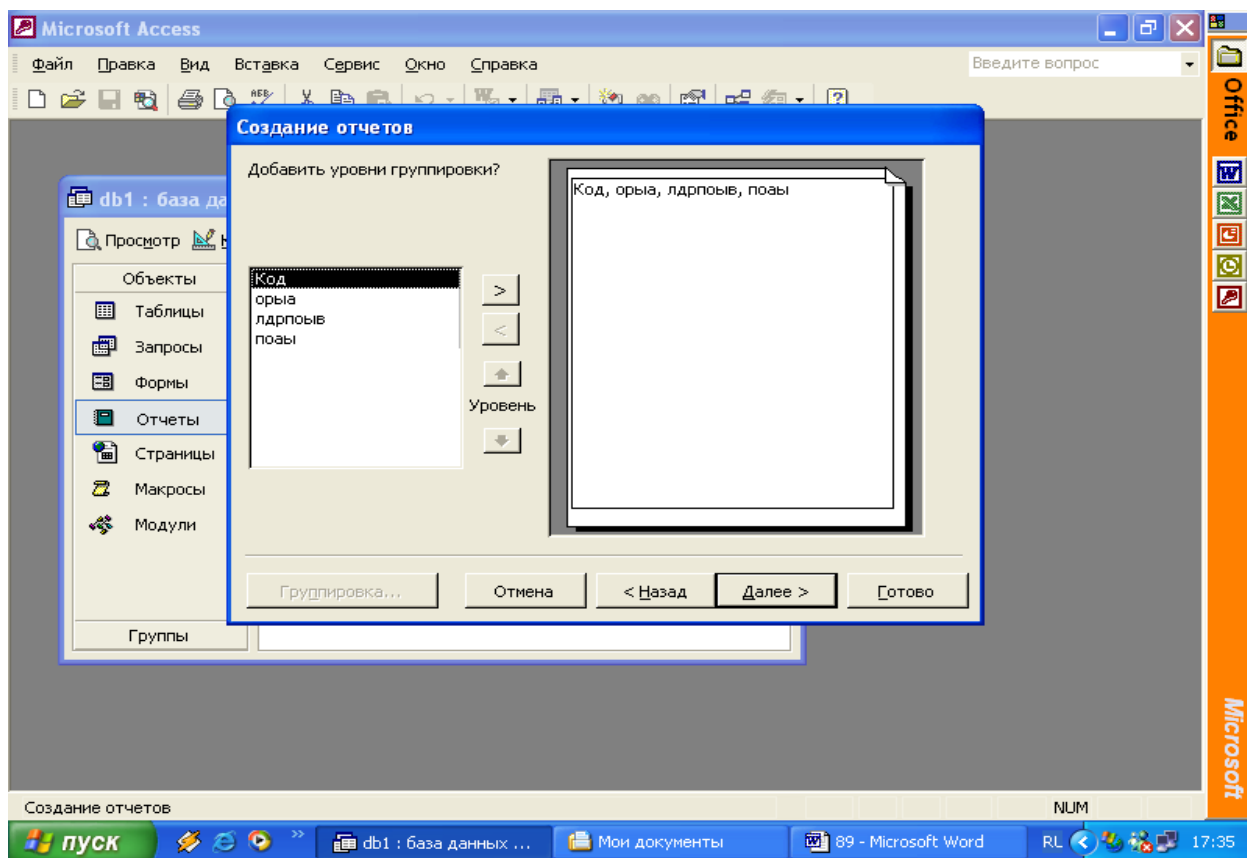 Microsoft Access
Файл Правка Вид Вставка Сервис Окно Справка
Введите вопрос
Office
Создание отчетов
Добавить уровни группировки?
Код, орыа, лдрпоыв, поаы
db1 : база да
Просмотр
Объекты
Таблицы
Запросы
Формы
Отчеты
Страницы
Макросы
Модули
Группы
Код
орыа
лдрпоыв
поаы
>
<
Уровень
Группировка...
Отмена
< Назад
Далее >
Готово
Microsoft
Создание отчетов
NUM
пуск
db1 : база данных ...
Мои документы
89 - Microsoft Word
RL
17:35